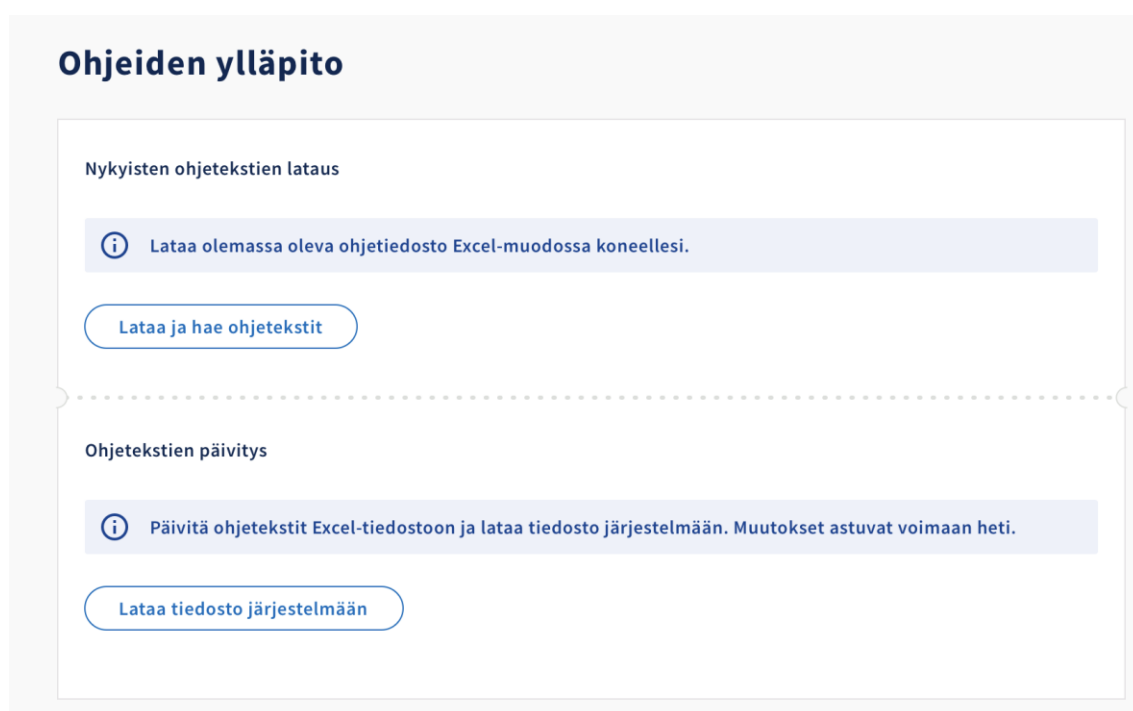 Ohjeiden ylläpito
Nykyisten ohjetekstien lataus
Lataa olemassa oleva ohjetiedosto Excel-muodossa koneellesi.
Lataa ja hae ohjetekstit
Ohjetekstien päivitys
Päivitä ohjetekstit Excel-tiedostoon ja lataa tiedosto järjestelmään. Muutokset astuvat voimaan heti.
Lataa tiedosto järjestelmään